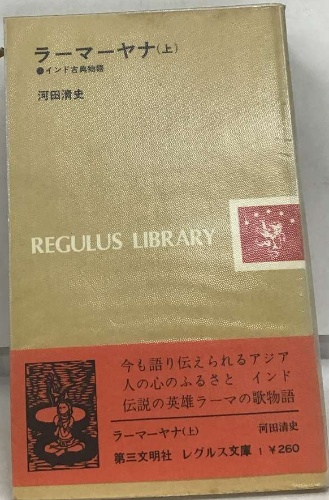 ラーマーヤナ(上)
●インド古典物語
河田清史
REGULUS LIBRARY
今も語り伝えられるアジア
人の心のふるさと インド
伝説の英雄ラーマの歌物語
ラーマーヤナ(上) 河田清史
第三文明社 レグルス文庫 1 ¥260